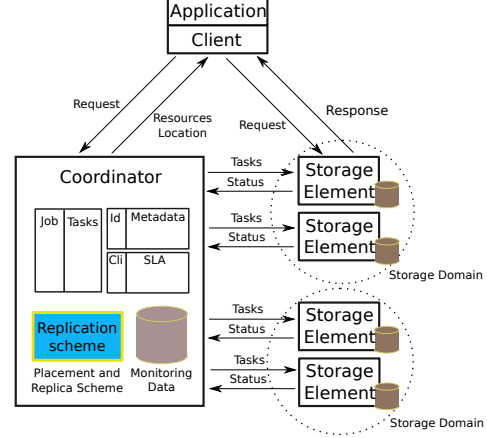 Application
Client
Request
Resources
Location
Request
Response
Coordinator
Job
Tasks
Id
Metadata
Cli
SLA
Replication
scheme
Placement and
Replica Scheme
Monitoring
Data
Tasks
Status
Storage
Element
Tasks
Status
Storage
Element
Storage Domain
Tasks
Status
Storage
Element
Tasks
Status
Storage
Element
Storage Domain